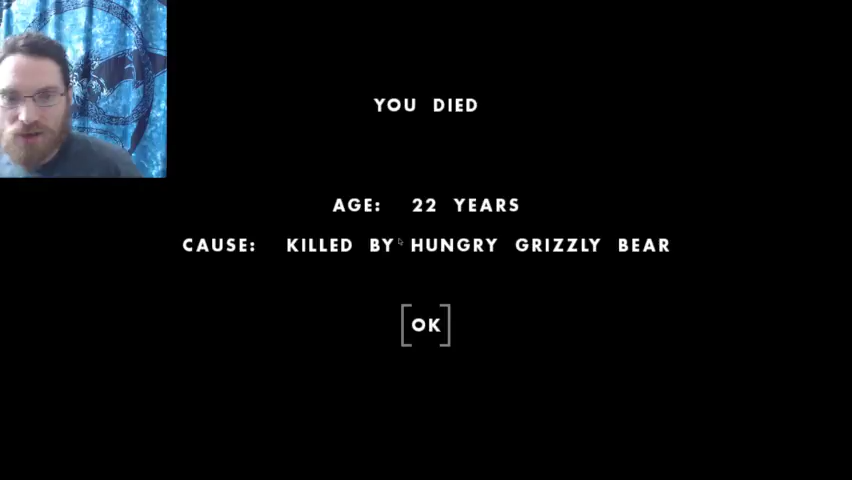 YOU DIED
AGE: 22 YEARS
CAUSE: KILLED BY HUNGRY GRIZZLY BEAR
OK